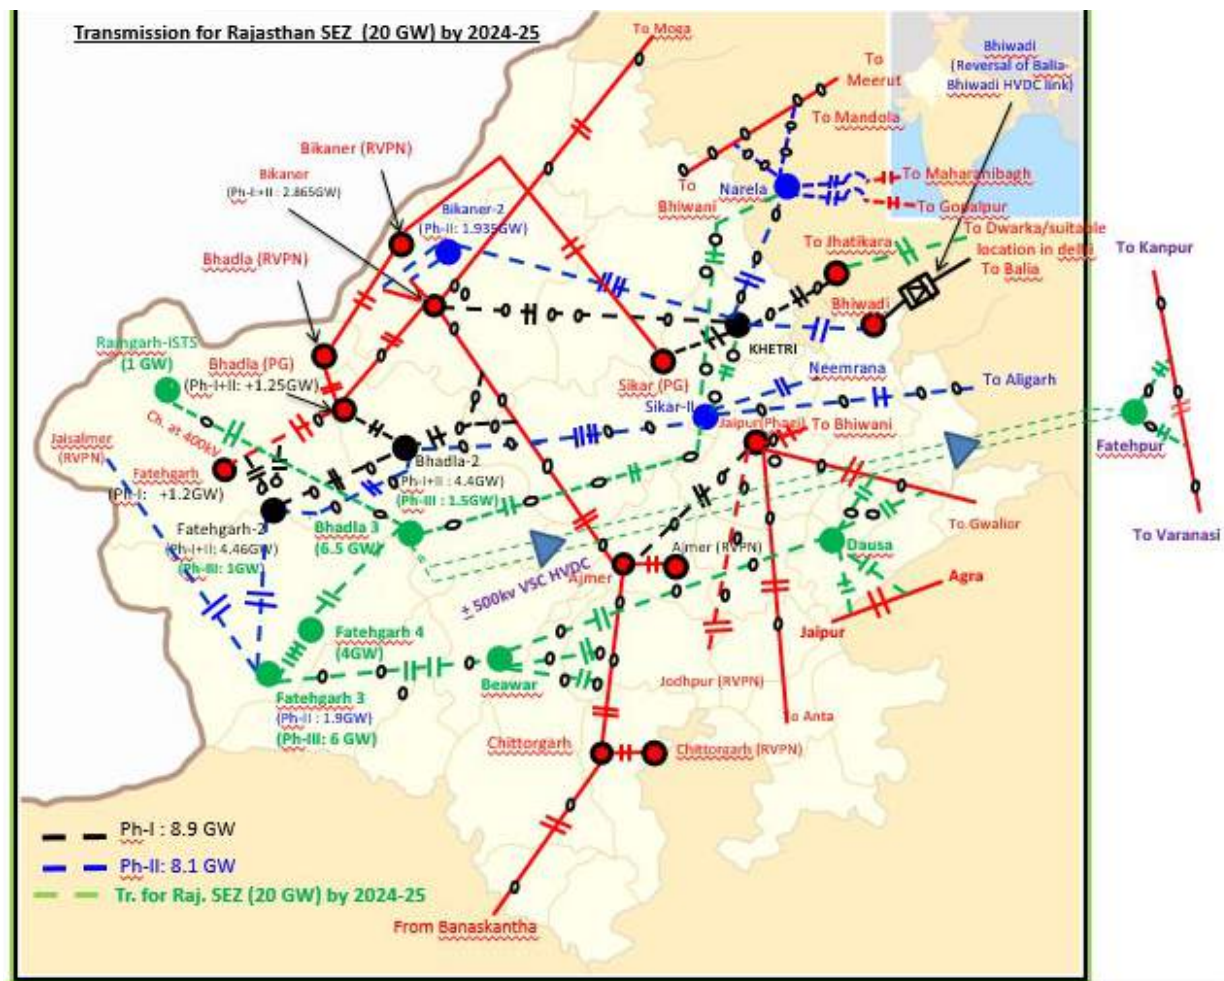 Transmission for Rajasthan SEZ (20 GW) by 2024-25
To Moga
To
Meerut
Bhiwadi
(Reversal of Balia-
Bhiwadi HVDC link)
To Mandola
Bikaner (RVPN)
Bikaner
(Ph-I:+II : 2.865GW)
To
Bhiwani
Narela
To Maharanibagh
To Gopalpur
Bikaner-2
(Ph-II: 1.935GW)
To Dwarka/suitable
location in delhi
To Jhatikara
To Balia
To Kanpur
Bhadla (RVPN)
Bhiwadi
KHETRI
Ramgarh-ISTS
(1 GW)
Bhadla (PG)
(Ph-I+II: +1.25GW)
Sikar (PG)
Neemrana
To Aligarh
Sikar-II
Ch. at 400kV
Jaipur(Phagi)
To Bhiwani
Jaisalmer
(RVPN)
Fatehgarh
(Ph-I: +1.2GW)
Bhadla-2
(Ph-I+II : 4.4GW)
(Ph-III : 1.5GW)
Fatehpur
Fatehgarh-2
(Ph-I+II: 4.46GW)
(Ph-III: 1GW)
Bhadla 3
(6.5 GW)
To Gwalior
To Varanasi
Ajmer (RVPN)
Dausa
Ajmer
± 500kv VSC HVDC
Agra
Jaipur
Fatehgarh 4
(4GW)
Beawar
Jodhpur (RVPN)
Fatehgarh 3
(Ph-II : 1.9GW)
(Ph-III: 6 GW)
To Anta
Chittorgarh
Chittorgarh (RVPN)
Ph-I : 8.9 GW
Ph-II: 8.1 GW
Tr. for Raj. SEZ (20 GW) by 2024-25
From Banaskantha